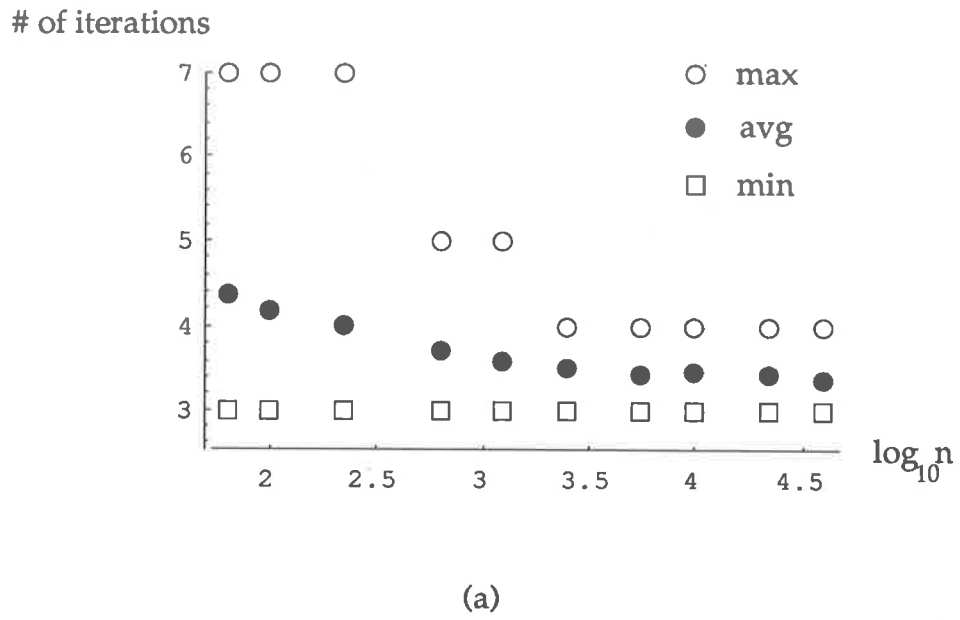 # of iterations
7
max
avg
6
min
5
4
3
log10n
2 2.5 3 3.5 4 4.5
(a)